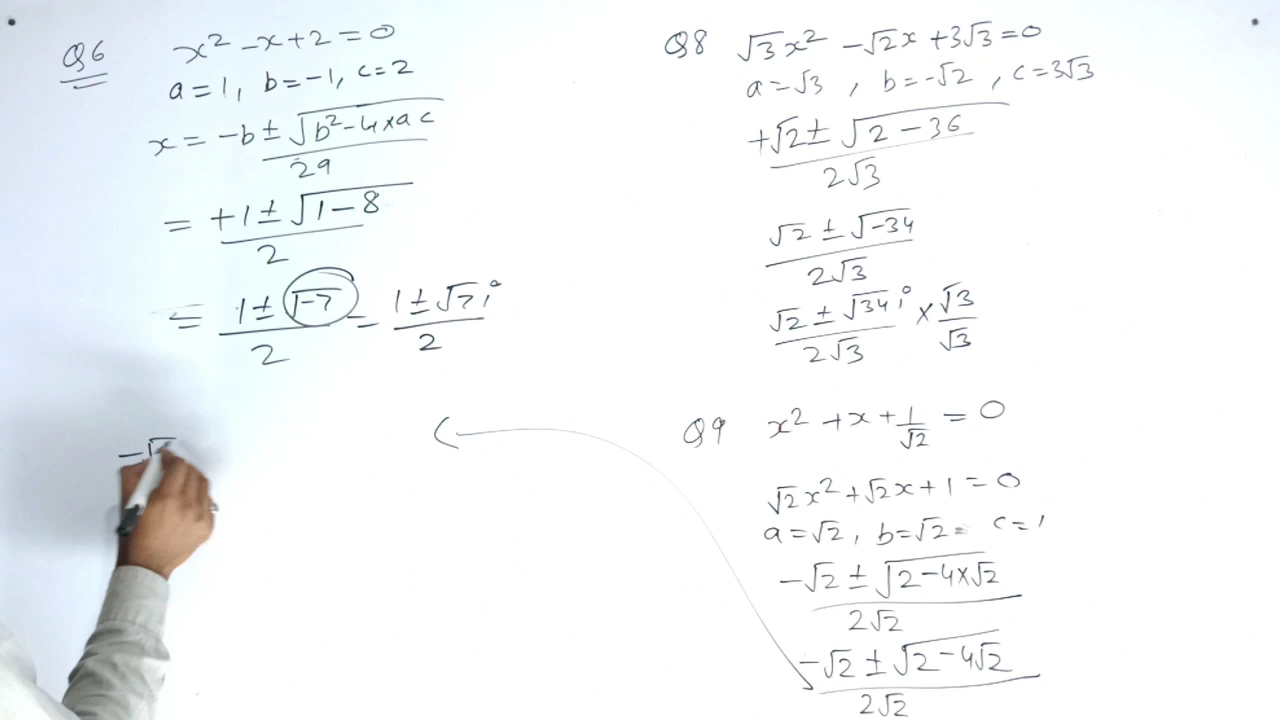 Q6 x² - x + 2 = 0
a = 1, b = -1, c = 2
x = -b ± √b² - 4×ac
2a
= +1 ± √1 - 8
2
= 1 ± √-7 = 1 ± √7 i
2 2
-√
Q8 √3x² - √2x + 3√3 = 0
a = √3 , b = -√2 , c = 3√3
+√2 ± √2 - 36
2√3
√2 ± √-34
2√3
√2 ± √34 i × √3
2√3 √3
Q9 x² + x + 1/√2 = 0
√2x² + √2x + 1 = 0
a = √2, b = √2 = c = 1
-√2 ± √2 - 4×√2
2√2
-√2 ± √2 - 4√2
2√2